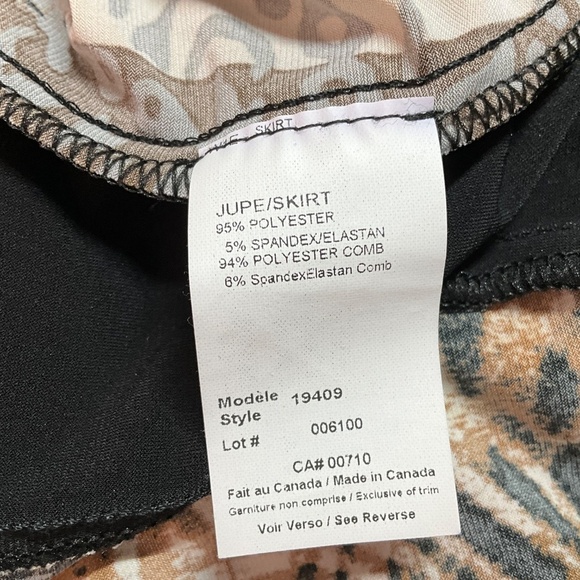 SKIRT
JUPE/SKIRT
95% POLYESTER
5% SPANDEX/ELASTAN
94% POLYESTER COMB
6% SpandexElastan Comb
Modèle
Style 19409
Lot # 006100
CA# 00710
Fait au Canada / Made in Canada
Garniture non comprise / Exclusive of trim
Voir Verso / See Reverse